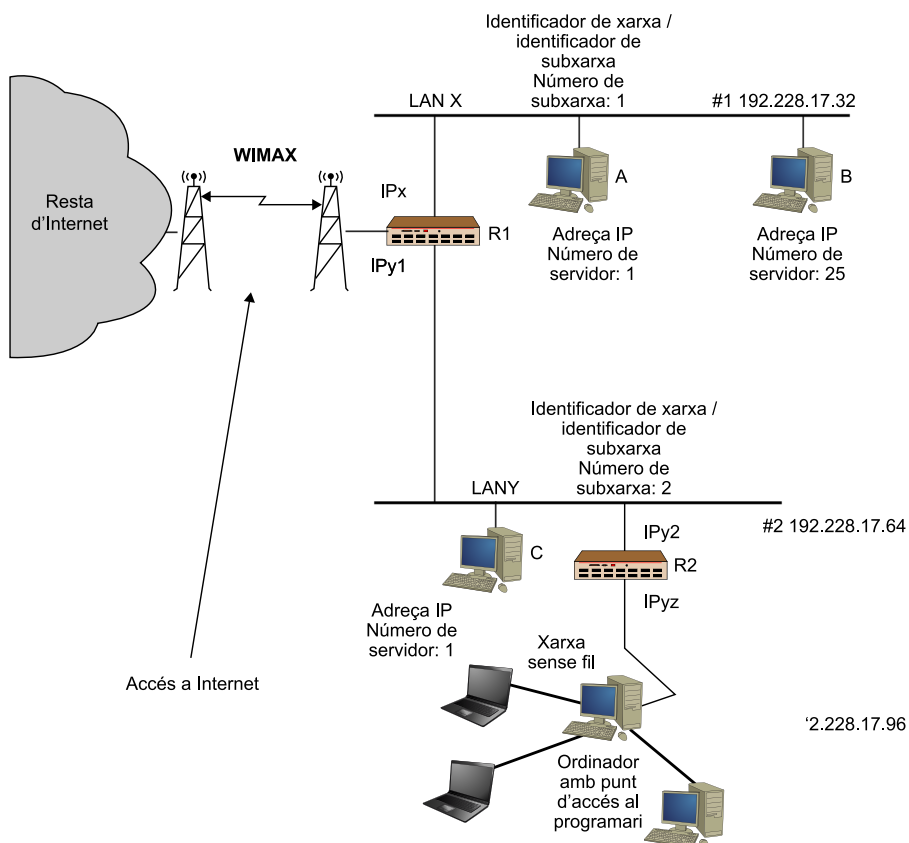 Identificador de xarxa /
identificador de
subxarxa
Número de
subxarxa: 1
LAN X
#1 192.228.17.32
WIMAX
Resta
d'Internet
IPx
R1
IPy1
A
B
Adreça IP
Número de
servidor: 1
Adreça IP
Número de
servidor: 25
Identificador de xarxa /
identificador de
subxarxa
Número de
subxarxa: 2
LANY
#2 192.228.17.64
IPy2
C
R2
IPyz
Adreça IP
Número de
servidor: 1
Xarxa
sense fil
Accés a Internet
‘2.228.17.96
Ordinador
amb punt
d'accés al
programari